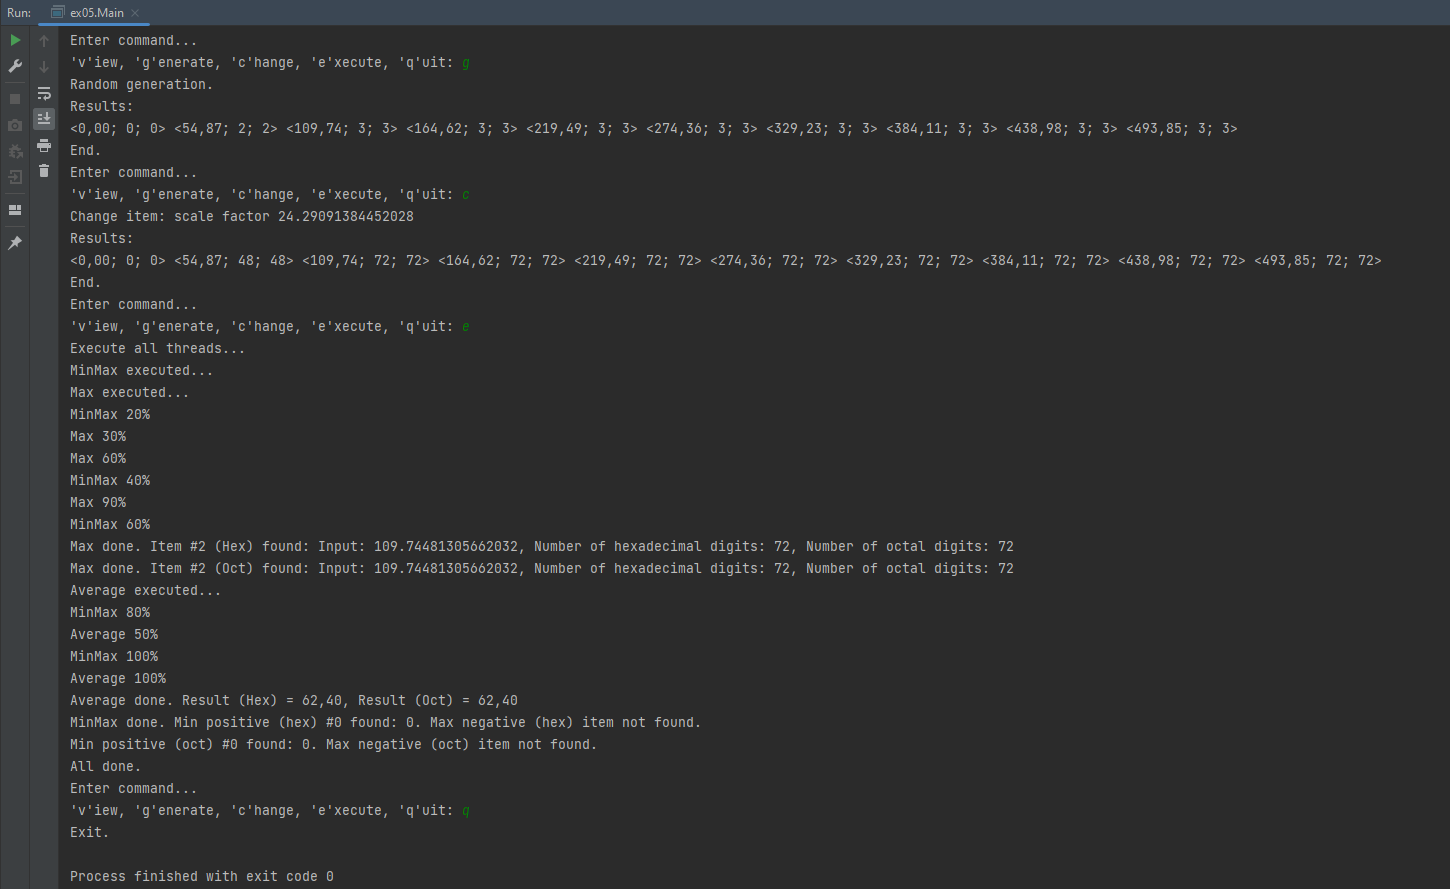 Run: ex05.Main
Enter command...
'v'iew, 'g'enerate, 'c'hange, 'e'xecute, 'q'uit: g
Random generation.
Results:
<0,00; 0; 0> <54,87; 2; 2> <109,74; 3; 3> <164,62; 3; 3> <219,49; 3; 3> <274,36; 3; 3> <329,23; 3; 3> <384,11; 3; 3> <438,98; 3; 3> <493,85; 3; 3>
End.
Enter command...
'v'iew, 'g'enerate, 'c'hange, 'e'xecute, 'q'uit: c
Change item: scale factor 24.29091384452028
Results:
<0,00; 0; 0> <54,87; 48; 48> <109,74; 72; 72> <164,62; 72; 72> <219,49; 72; 72> <274,36; 72; 72> <329,23; 72; 72> <384,11; 72; 72> <438,98; 72; 72> <493,85; 72; 72>
End.
Enter command...
'v'iew, 'g'enerate, 'c'hange, 'e'xecute, 'q'uit: e
Execute all threads...
MinMax executed...
Max executed...
MinMax 20%
Max 30%
Max 60%
MinMax 40%
Max 90%
MinMax 60%
Max done. Item #2 (Hex) found: Input: 109.74481305662032, Number of hexadecimal digits: 72, Number of octal digits: 72
Max done. Item #2 (Oct) found: Input: 109.74481305662032, Number of hexadecimal digits: 72, Number of octal digits: 72
Average executed...
MinMax 80%
Average 50%
MinMax 100%
Average 100%
Average done. Result (Hex) = 62,40, Result (Oct) = 62,40
MinMax done. Min positive (hex) #0 found: 0. Max negative (hex) item not found.
Min positive (oct) #0 found: 0. Max negative (oct) item not found.
All done.
Enter command...
'v'iew, 'g'enerate, 'c'hange, 'e'xecute, 'q'uit: q
Exit.
Process finished with exit code 0